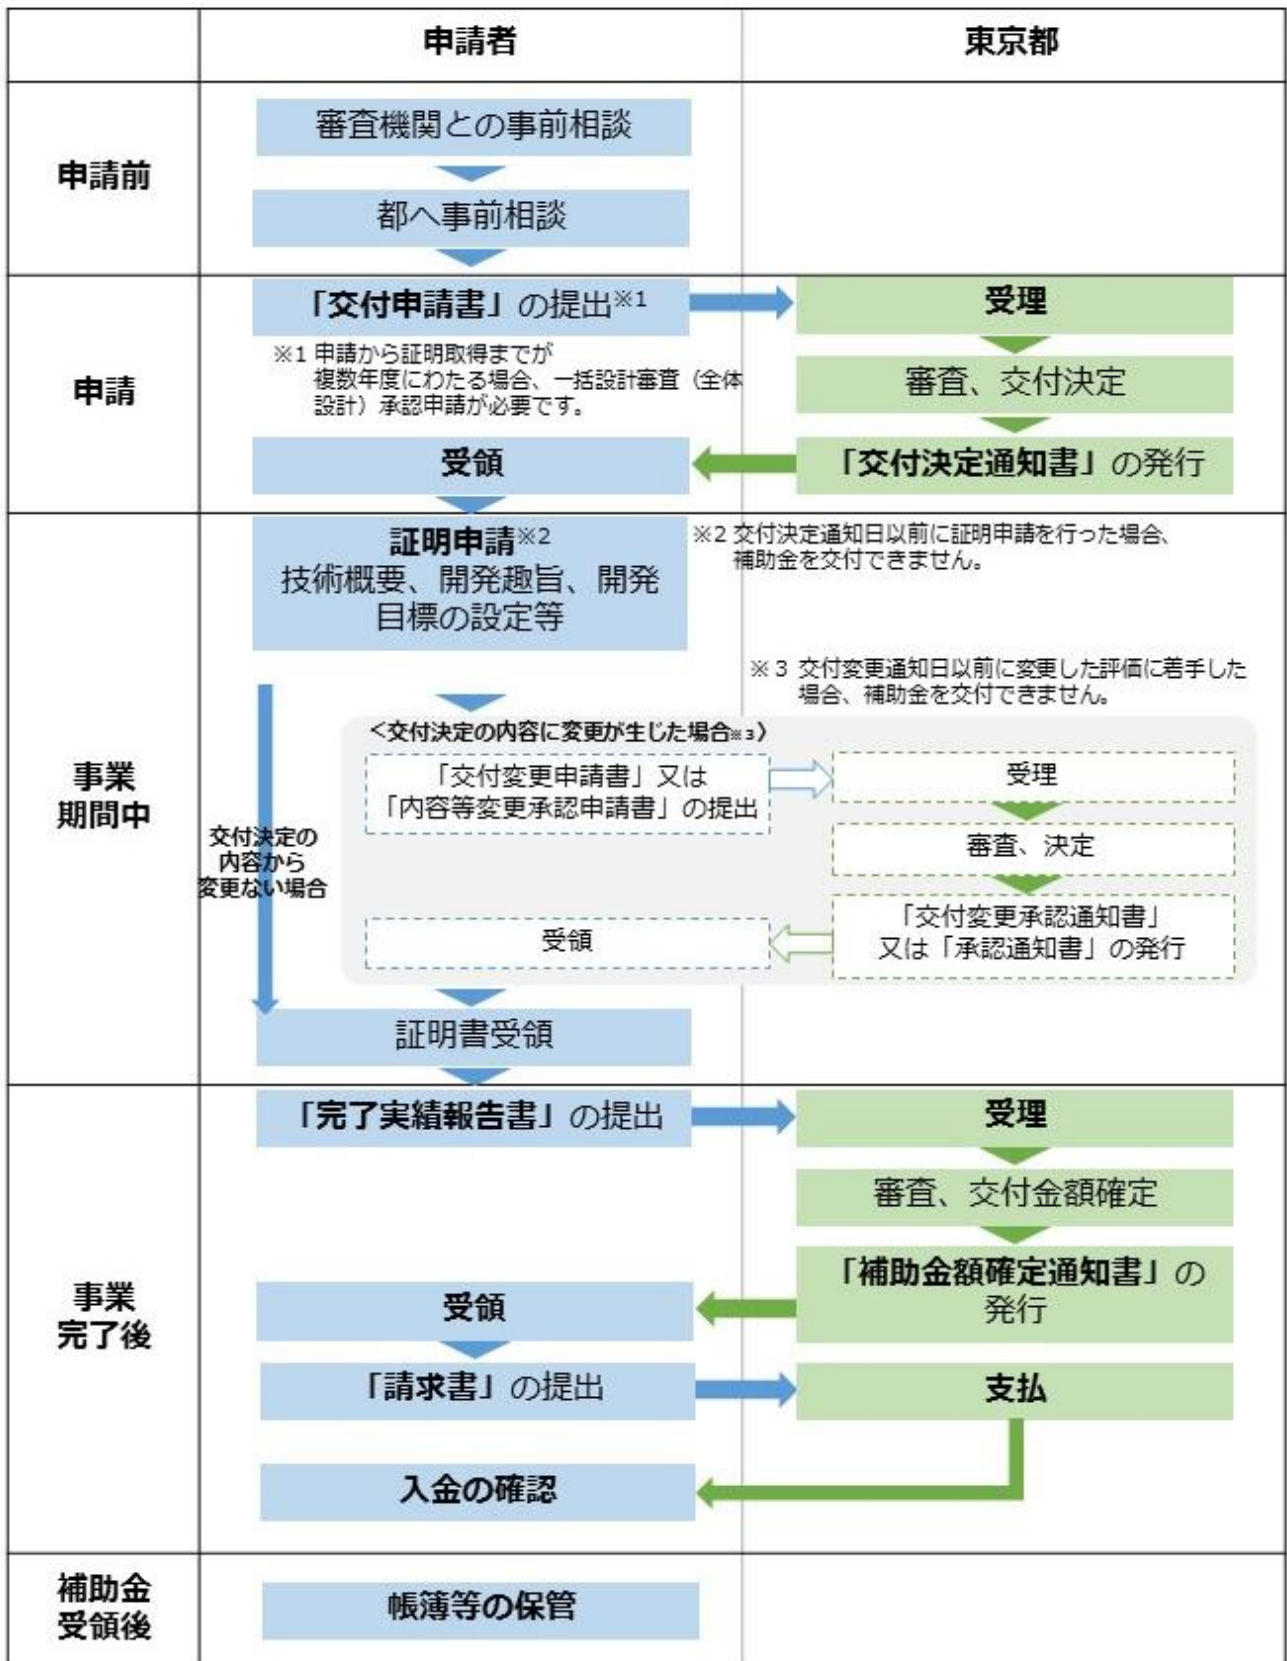 申請者
東京都
申請前
審査機関との事前相談
都へ事前相談
申請
「交付申請書」の提出※1
受理
※1 申請から証明取得までが
複数年度にわたる場合、一括設計審査（全体
設計）承認申請が必要です。
審査、交付決定
受領
「交付決定通知書」の発行
事業
期間中
証明申請※2
技術概要、開発趣旨、開発
目標の設定等
※2 交付決定通知日以前に証明申請を行った場合、
補助金を交付できません。
※3 交付変更通知日以前に変更した評価に着手した
場合、補助金を交付できません。
＜交付決定の内容に変更が生じた場合※3＞
「交付変更申請書」又は
「内容等変更承認申請書」の提出
受理
審査、決定
交付決定の
内容から
変更ない場合
受領
「交付変更承認通知書」
又は「承認通知書」の発行
証明書受領
事業
完了後
「完了実績報告書」の提出
受理
審査、交付金額確定
「補助金額確定通知書」の
発行
受領
「請求書」の提出
支払
入金の確認
補助金
受領後
帳簿等の保管